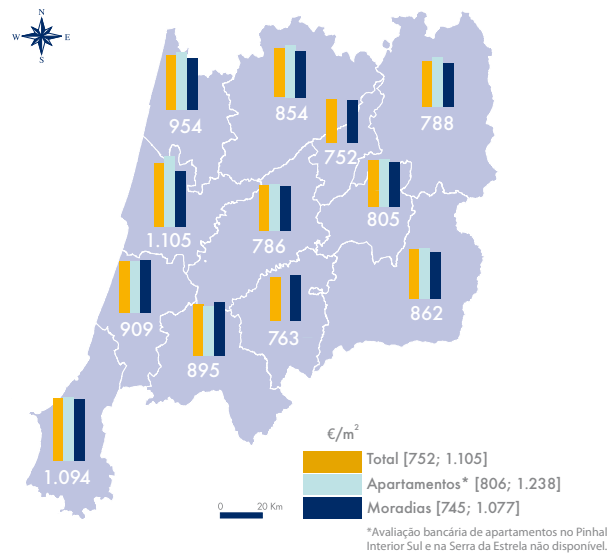 N
W E
S
954
854
788
752
805
1.105
786
862
909
763
895
1.094
€/m²
Total [752; 1.105]
Apartamentos* [806; 1.238]
Moradias [745; 1.077]
0 20 Km
*Avaliação bancária de apartamentos no Pinhal
Interior Sul e na Serra da Estrela não disponível.